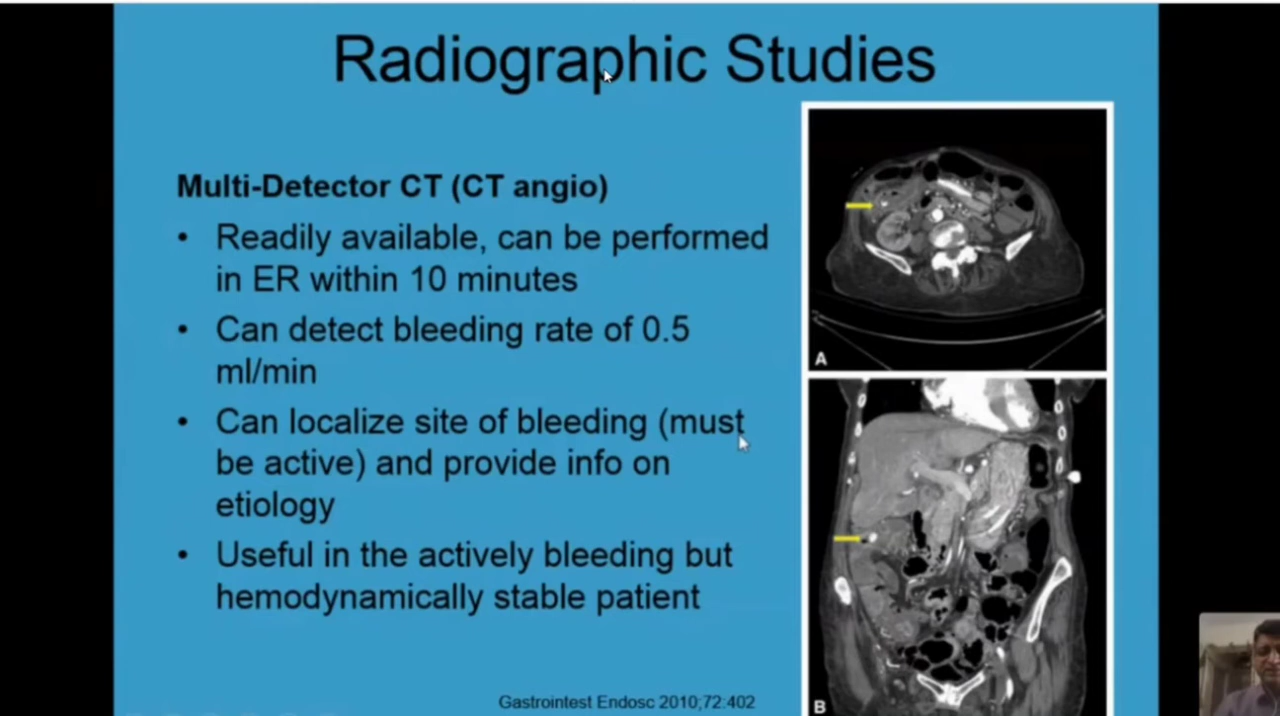 Radiographic Studies
Multi-Detector CT (CT angio)
• Readily available, can be performed
in ER within 10 minutes
• Can detect bleeding rate of 0.5
ml/min
• Can localize site of bleeding (must
be active) and provide info on
etiology
• Useful in the actively bleeding but
hemodynamically stable patient
A
B
Gastrointest Endosc 2010;72:402